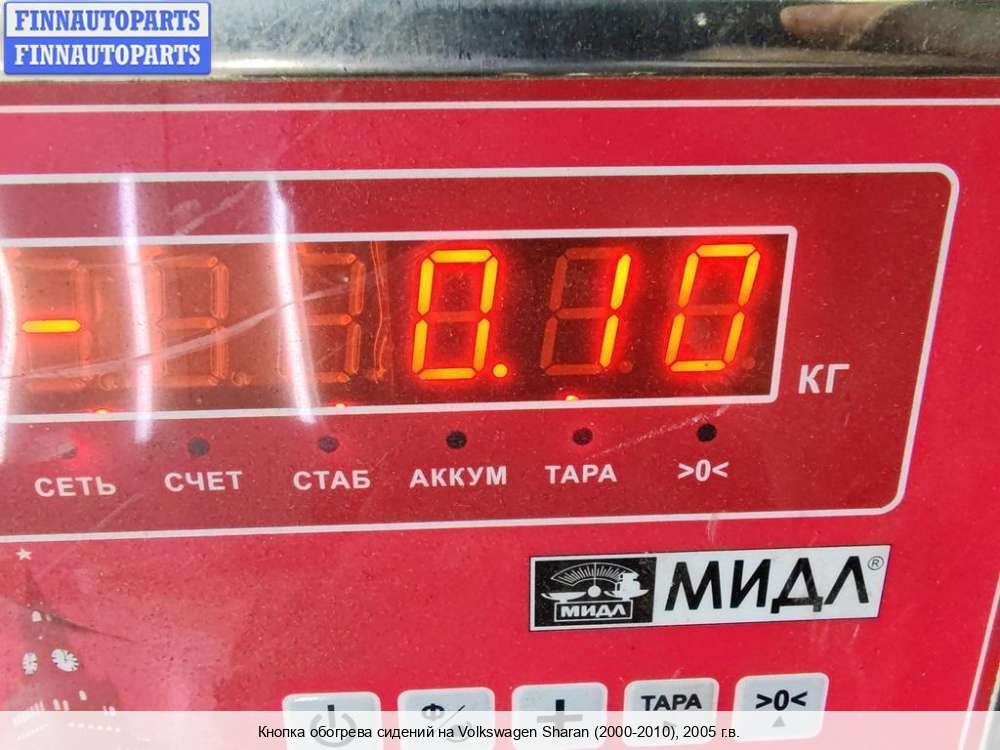 FINNAUTOPARTS
FINNAUTOPARTS
- 0.10
КГ
СЕТЬ СЧЕТ СТАБ АККУМ ТАРА >0<
МИДЛ МИДЛ®
ТАРА >0<
Кнопка обогрева сидений на Volkswagen Sharan (2000-2010), 2005 г.в.